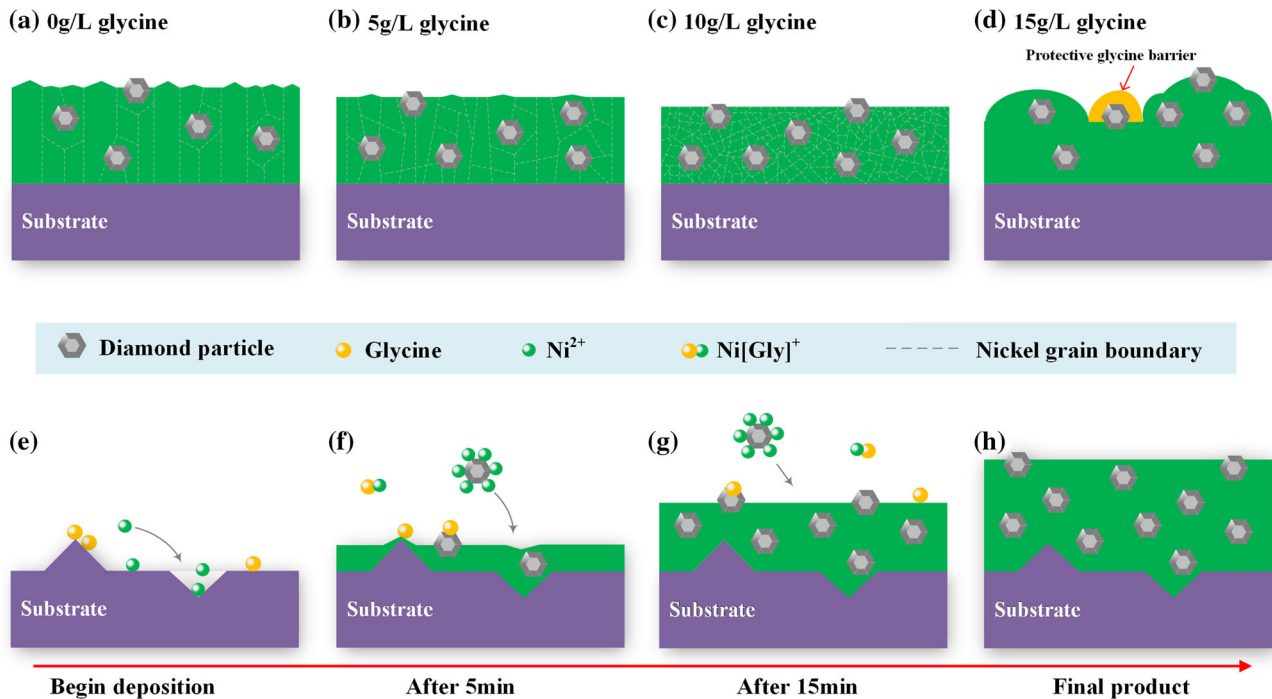 (a) 0g/L glycine
(b) 5g/L glycine
(c) 10g/L glycine
(d) 15g/L glycine
Protective glycine barrier
Substrate
Substrate
Substrate
Substrate
Diamond particle
Glycine
Ni²⁺
Ni[Gly]⁺
Nickel grain boundary
(e)
(f)
(g)
(h)
Substrate
Substrate
Substrate
Substrate
Begin deposition
After 5min
After 15min
Final product